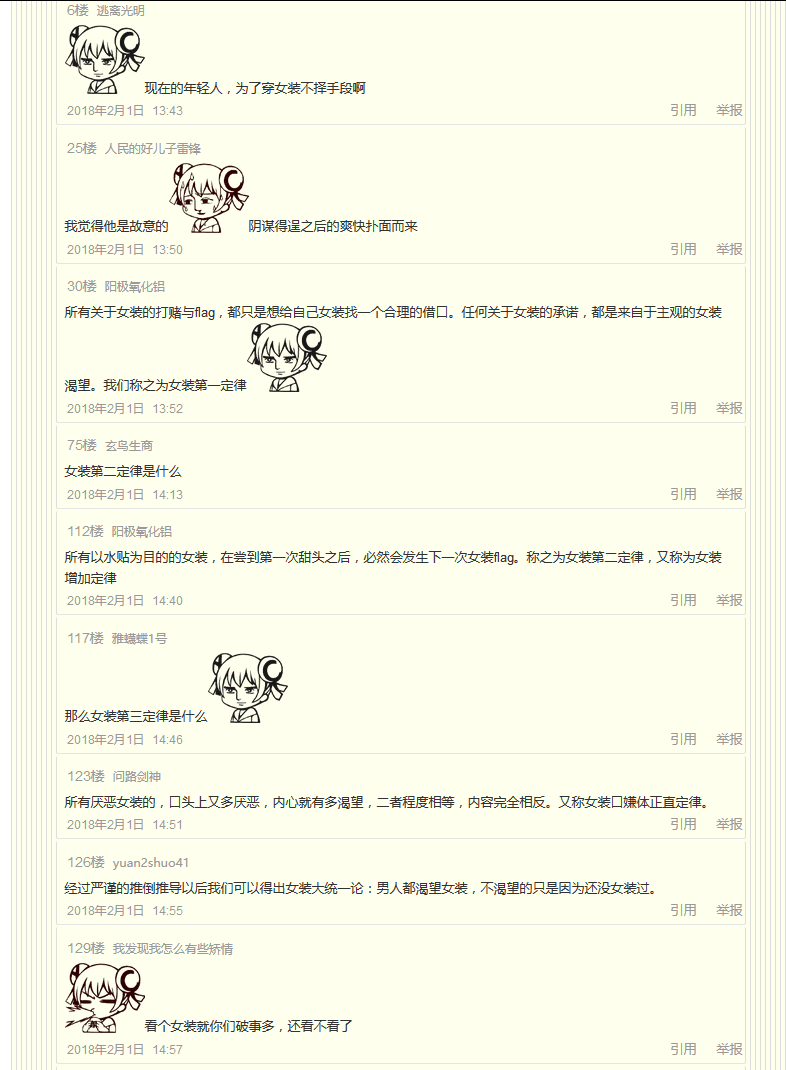 6楼 逃离光明
现在的年轻人，为了穿女装不择手段啊
2018年2月1日 13:43 引用 举报
25楼 人民的好儿子雷锋
我觉得他是故意的 阴谋得逞之后的爽快扑面而来
2018年2月1日 13:50 引用 举报
30楼 阳极氧化铝
所有关于女装的打赌与flag，都只是想给自己女装找一个合理的借口。任何关于女装的承诺，都是来自于主观的女装
渴望。我们称之为女装第一定律
2018年2月1日 13:52 引用 举报
75楼 玄鸟生商
女装第二定律是什么
2018年2月1日 14:13 引用 举报
112楼 阳极氧化铝
所有以水贴为目的的女装，在尝到第一次甜头之后，必然会发生下一次女装flag。称之为女装第二定律，又称为女装
增加定律
2018年2月1日 14:40 引用 举报
117楼 雅蠛蝶1号
那么女装第三定律是什么
2018年2月1日 14:46 引用 举报
123楼 问路剑神
所有厌恶女装的，口头上又多厌恶，内心就有多渴望，二者程度相等，内容完全相反。又称女装口嫌体正直定律。
2018年2月1日 14:51 引用 举报
126楼 yuan2shuo41
经过严谨的推倒推导以后我们可以得出女装大统一论：男人都渴望女装，不渴望的只是因为还没女装过。
2018年2月1日 14:55 引用 举报
129楼 我发现我怎么有些矫情
看个女装就你们破事多，还看不看了
2018年2月1日 14:57 引用 举报